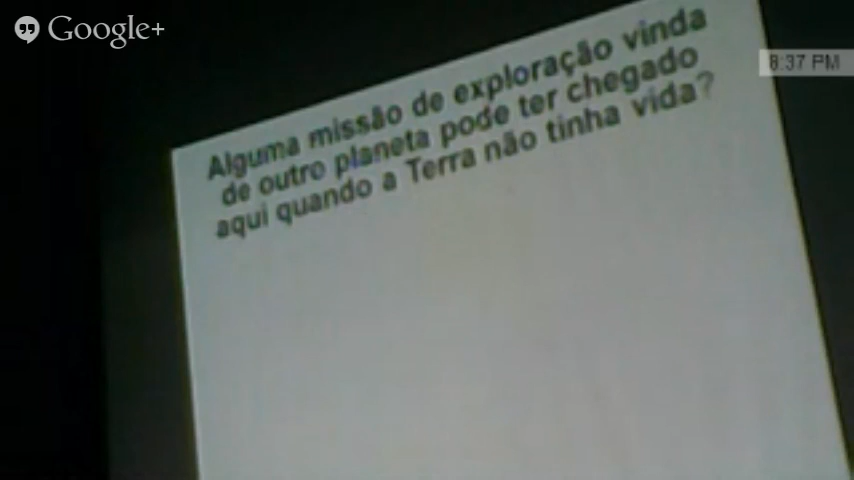 Google+
8:37 PM
Alguma missão de exploração vinda
de outro planeta pode ter chegado
aqui quando a Terra não tinha vida?